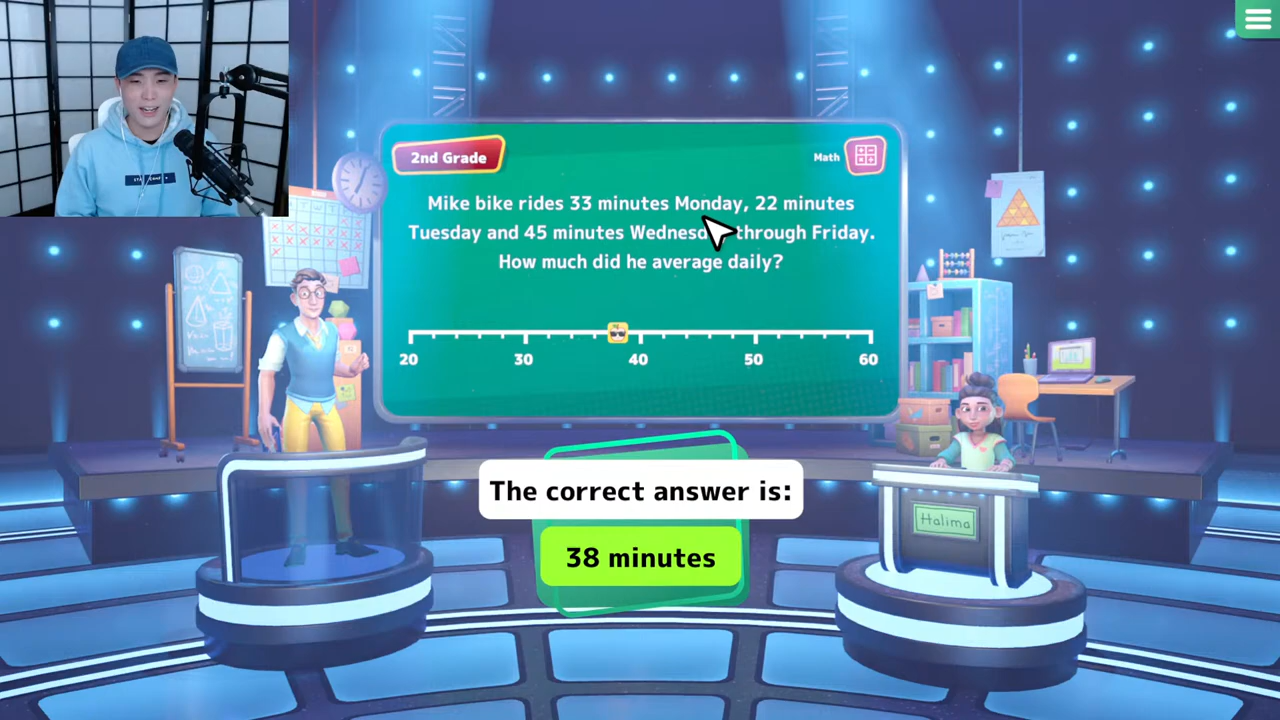 2nd Grade
Math
Mike bike rides 33 minutes Monday, 22 minutes
Tuesday and 45 minutes Wednesd through Friday.
How much did he average daily?
20 30 40 50 60
The correct answer is:
38 minutes
Halima